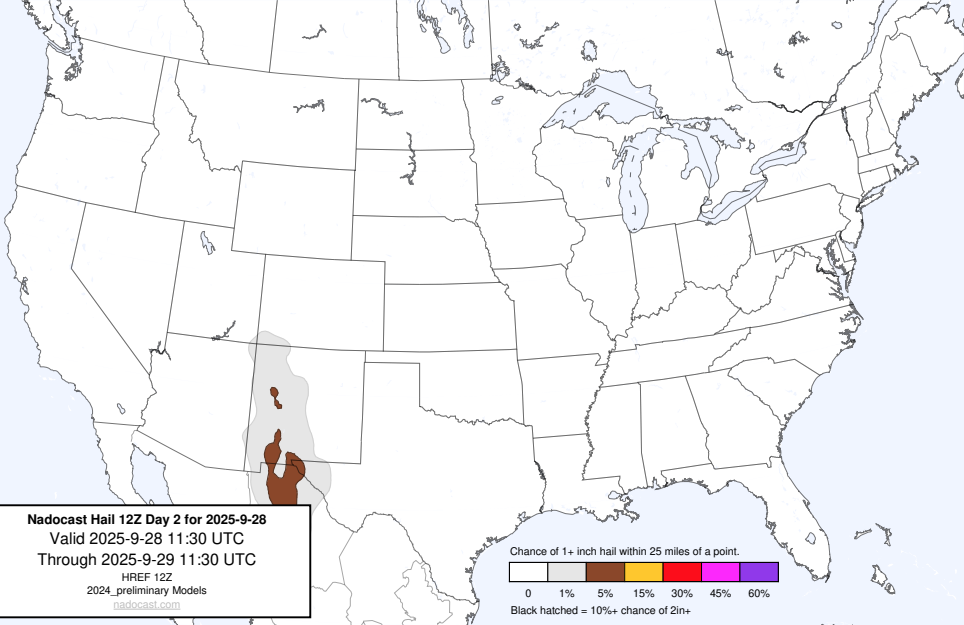 Nadocast Hail 12Z Day 2 for 2025-9-28
Valid 2025-9-28 11:30 UTC
Through 2025-9-29 11:30 UTC
HREF 12Z
2024_preliminary Models
nadocast.com
Chance of 1+ inch hail within 25 miles of a point.
0 1% 5% 15% 30% 45% 60%
Black hatched = 10%+ chance of 2in+